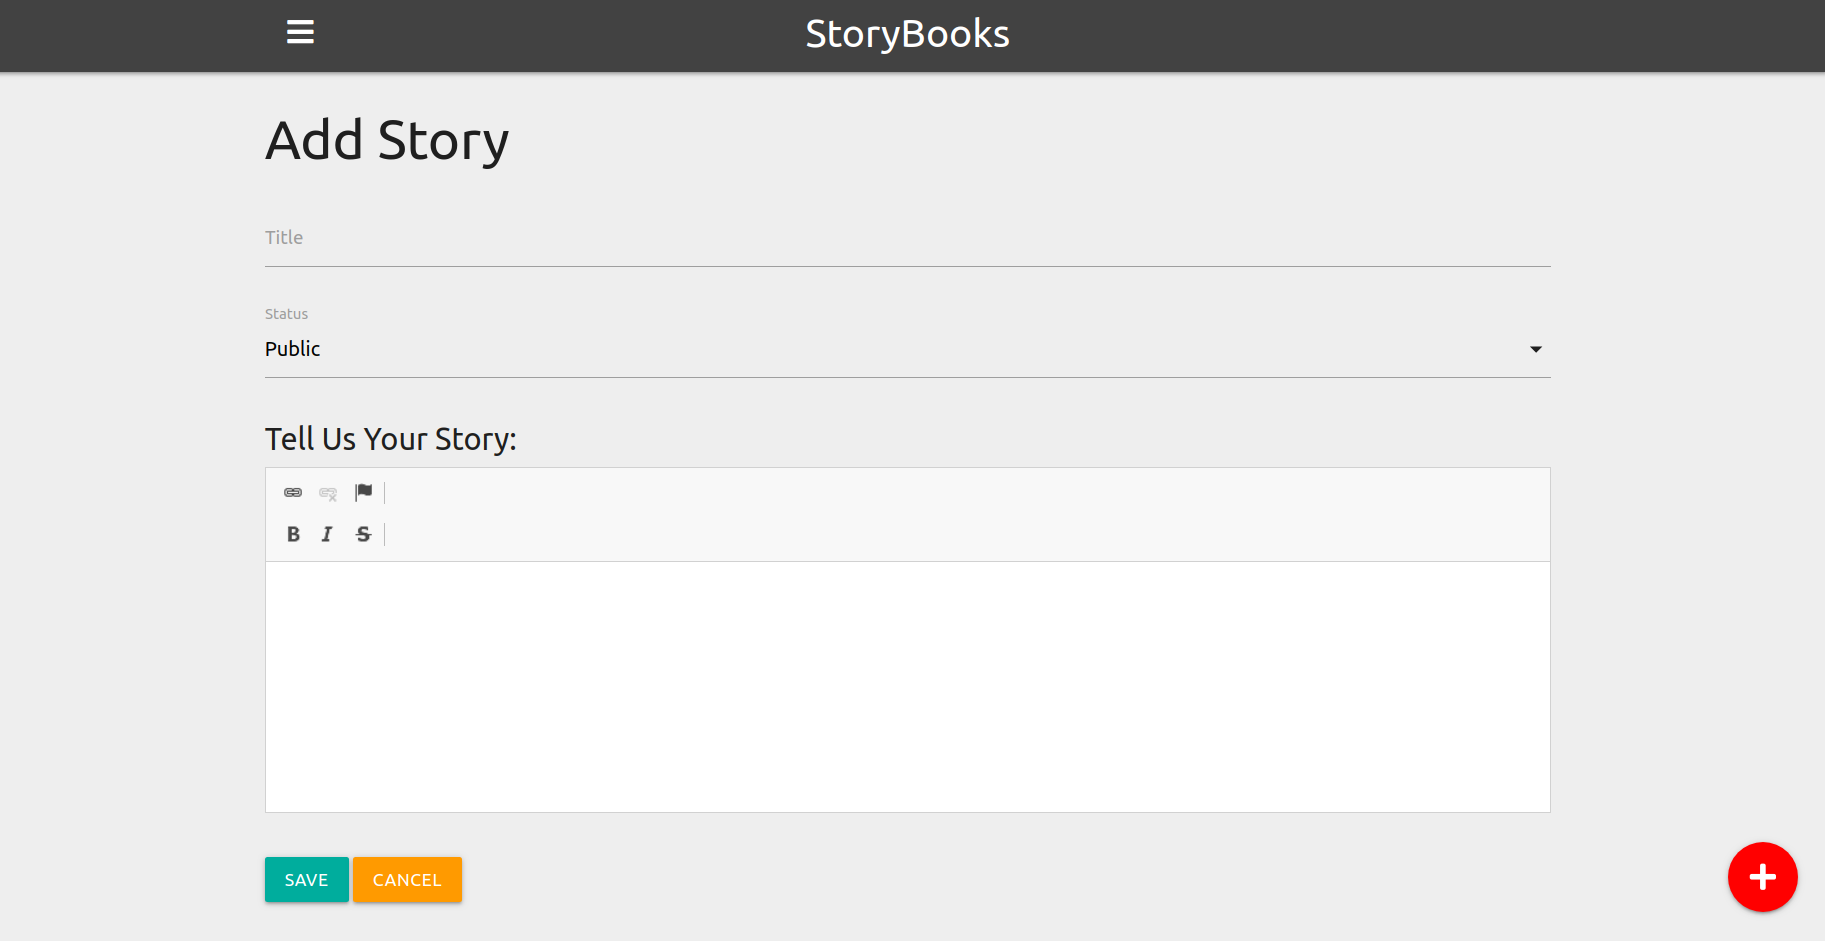 StoryBooks
Add Story
Title
Status
Public
Tell Us Your Story:
B I S
SAVE CANCEL